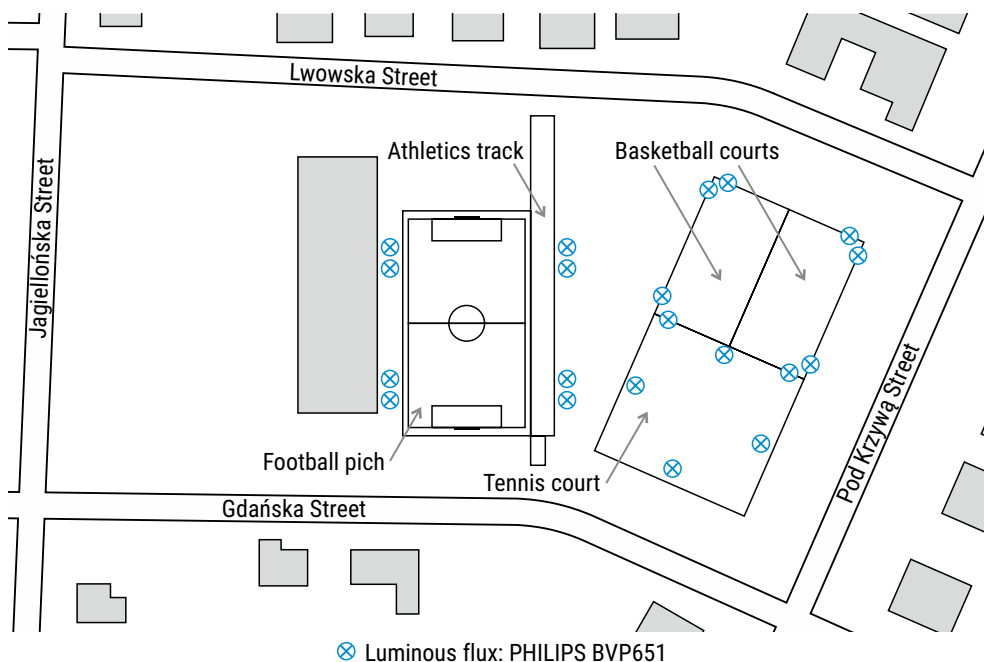 Lwowska Street
Athletics track
Basketball courts
Jagiellońska Street
Football pich
Tennis court
Pod Krzywą Street
Gdańska Street
Luminous flux: PHILIPS BVP651